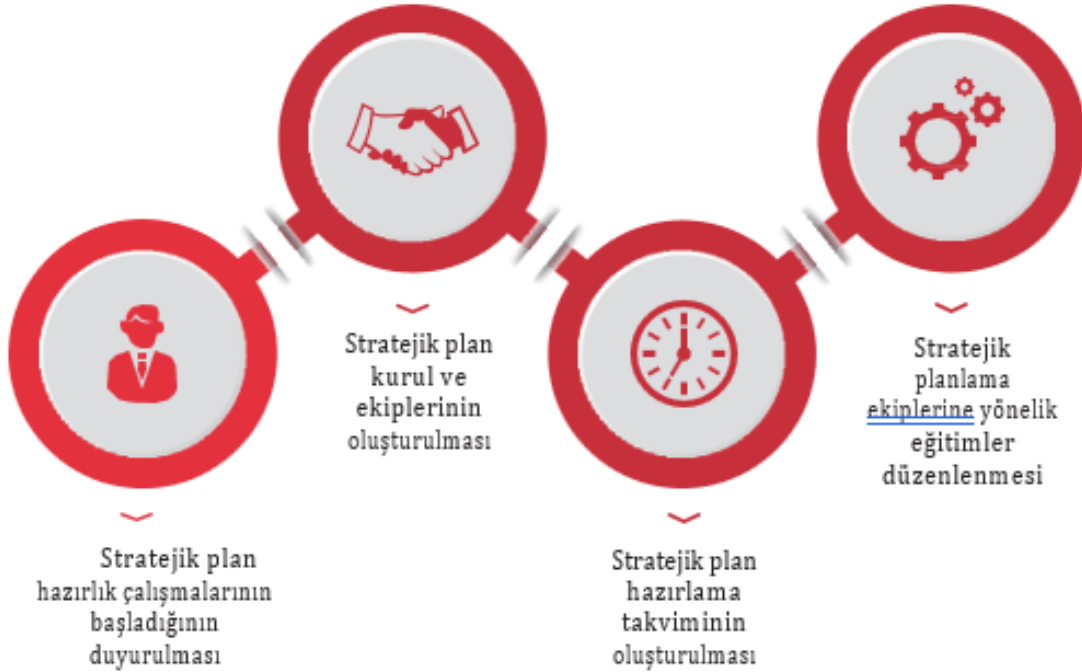 Stratejik plan
hazırlık çalışmalarının
başladığının
duyurulması
Stratejik plan
kurul ve
ekiplerinin
oluşturulması
Stratejik plan
hazırlama
takviminin
oluşturulması
Stratejik
planlama
ekiplerine yönelik
eğitimler
düzenlenmesi